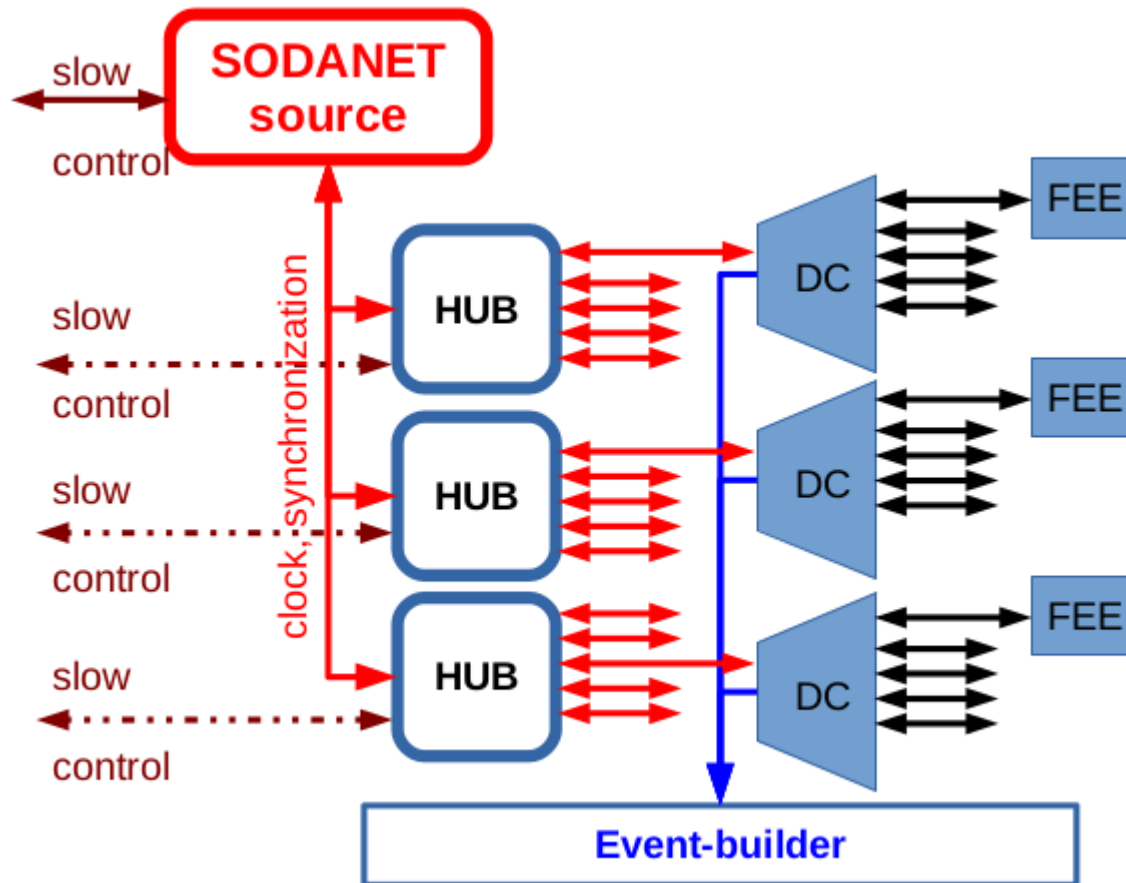 SODANET
source
slow
control
clock, synchronization
slow
control
slow
control
slow
control
HUB
HUB
HUB
DC
DC
DC
FEE
FEE
FEE
Event-builder